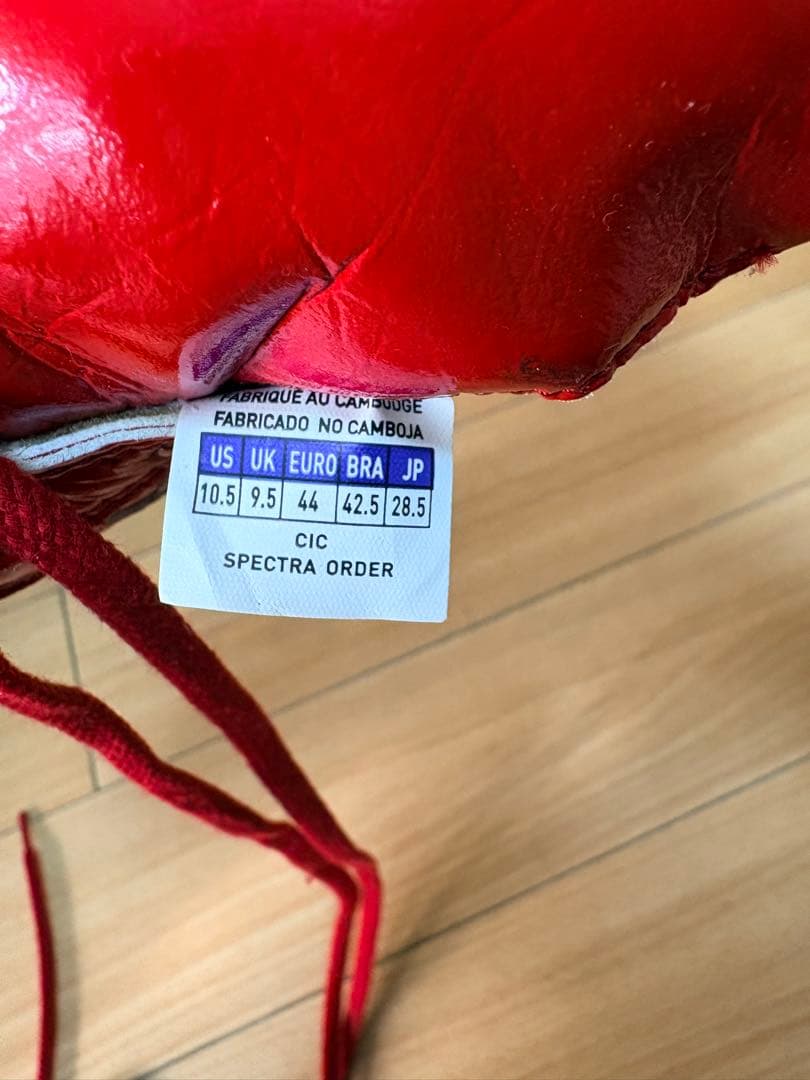 FABRIQUÉ AU CAMBODGE
FABRICADO NO CAMBOJA
US UK EURO BRA JP
10.5 9.5 44 42.5 28.5
CIC
SPECTRA ORDER